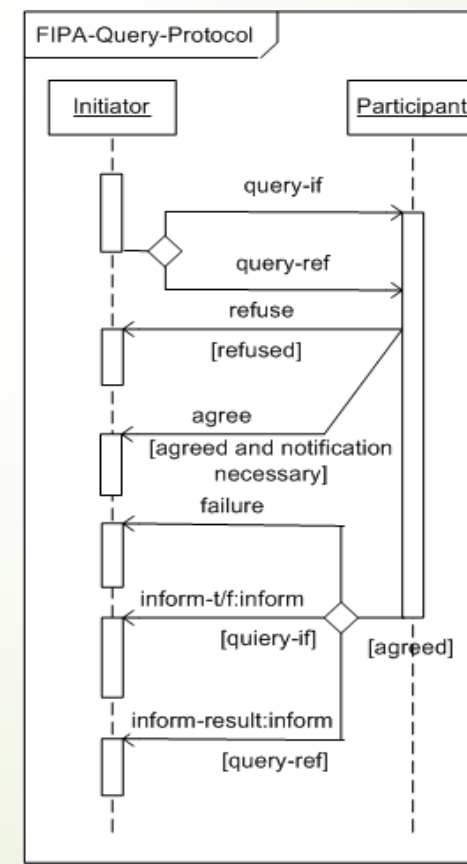 FIPA-Query-Protocol
Initiator
Participant
query-if
query-ref
refuse
[refused]
agree
[agreed and notification
necessary]
failure
inform-t/f:inform
[quiery-if]
[agreed]
inform-result:inform
[query-ref]